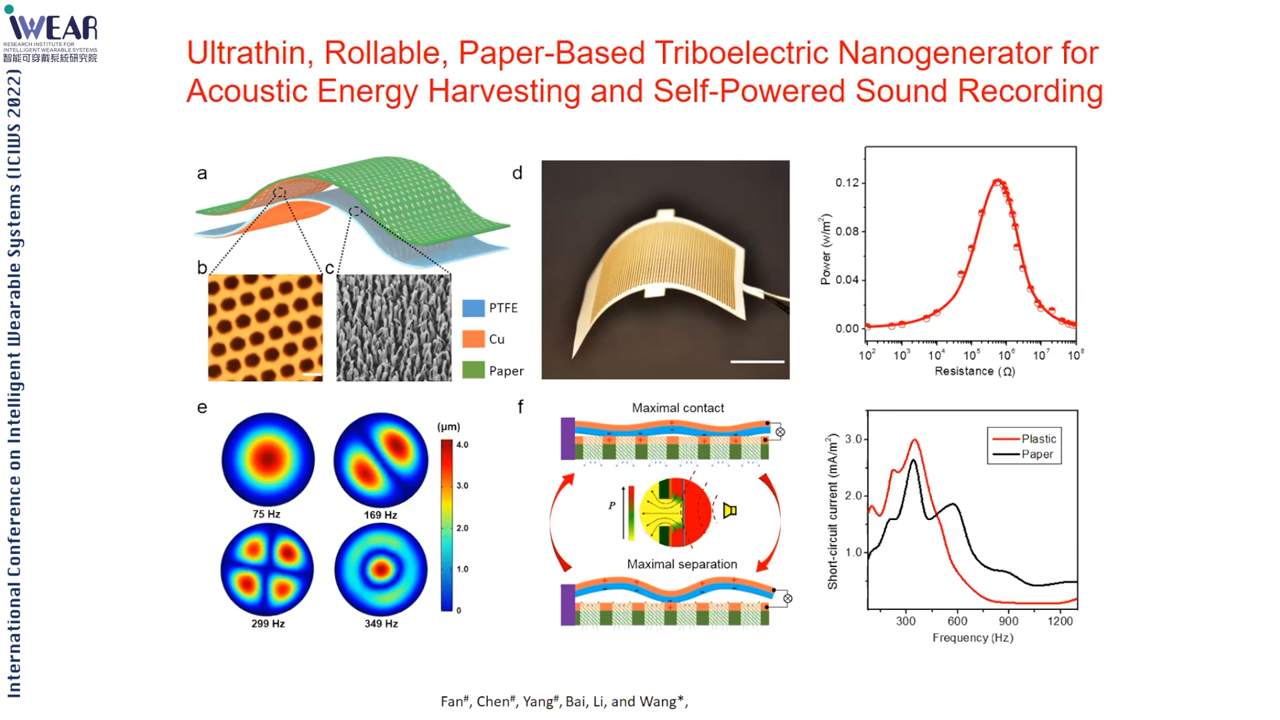 iWEAR
RESEARCH INSTITUTE FOR
INTELLIGENT WEARABLE SYSTEMS
智能可穿戴系統研究院
International Conference on Intelligent Wearable Systems (ICIWS 2022)
Ultrathin, Rollable, Paper-Based Triboelectric Nanogenerator for
Acoustic Energy Harvesting and Self-Powered Sound Recording
a
b
c
PTFE
Cu
Paper
d
Power (w/m²)
0.12
0.08
0.04
0.00
10² 10³ 10⁴ 10⁵ 10⁶ 10⁷ 10⁸
Resistance (Ω)
e
75 Hz
169 Hz
299 Hz
349 Hz
(μm)
4.0
3.0
2.0
1.0
0
f
Maximal contact
P
Maximal separation
Short-circuit current (mA/m²)
3.0
2.0
1.0
Plastic
Paper
300 600 900 1200
Frequency (Hz)
Fan#, Chen#, Yang#, Bai, Li, and Wang*,